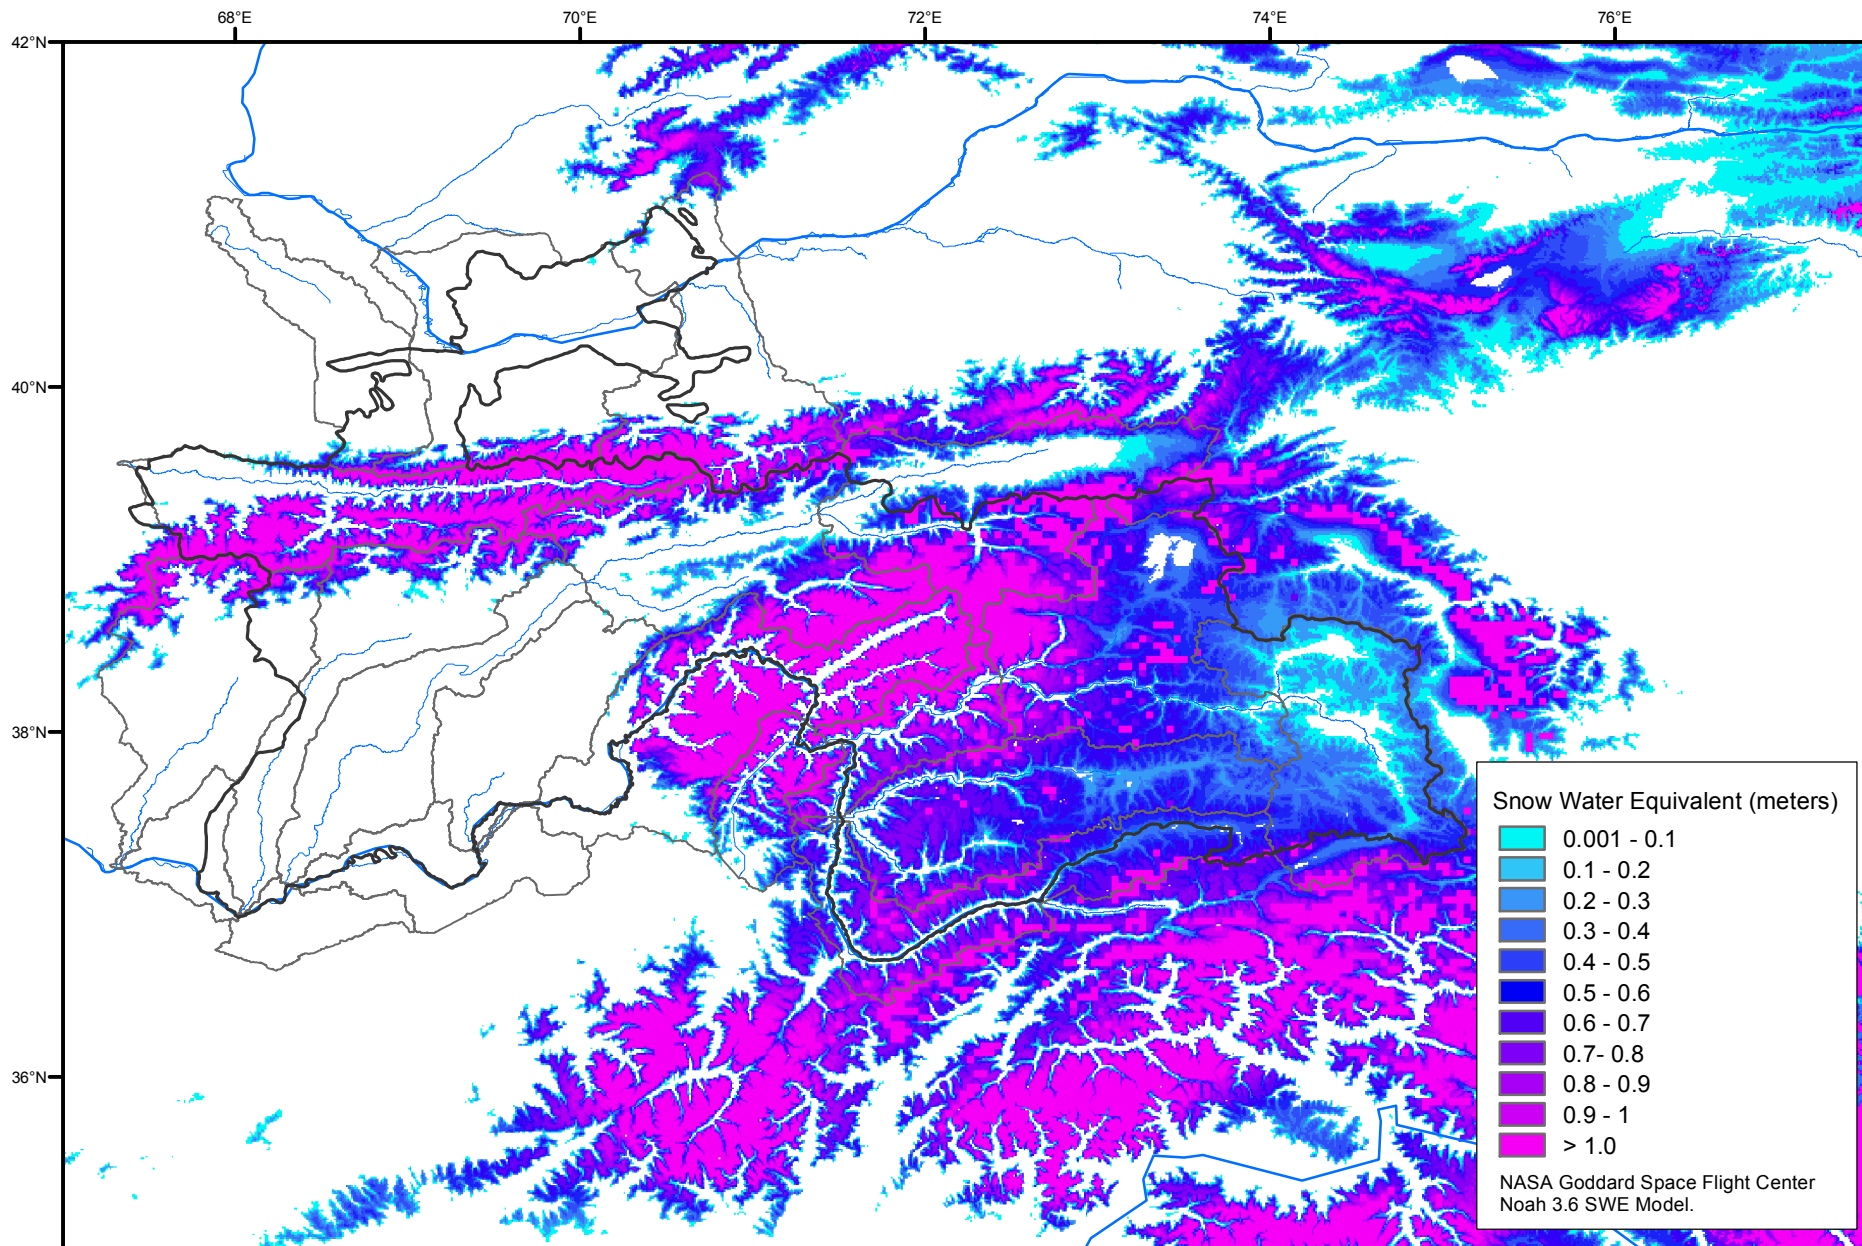 68°E 70°E 72°E 74°E 76°E
42°N
40°N
38°N
36°N
Snow Water Equivalent (meters)
0.001 - 0.1
0.1 - 0.2
0.2 - 0.3
0.3 - 0.4
0.4 - 0.5
0.5 - 0.6
0.6 - 0.7
0.7- 0.8
0.8 - 0.9
0.9 - 1
> 1.0
NASA Goddard Space Flight Center
Noah 3.6 SWE Model.